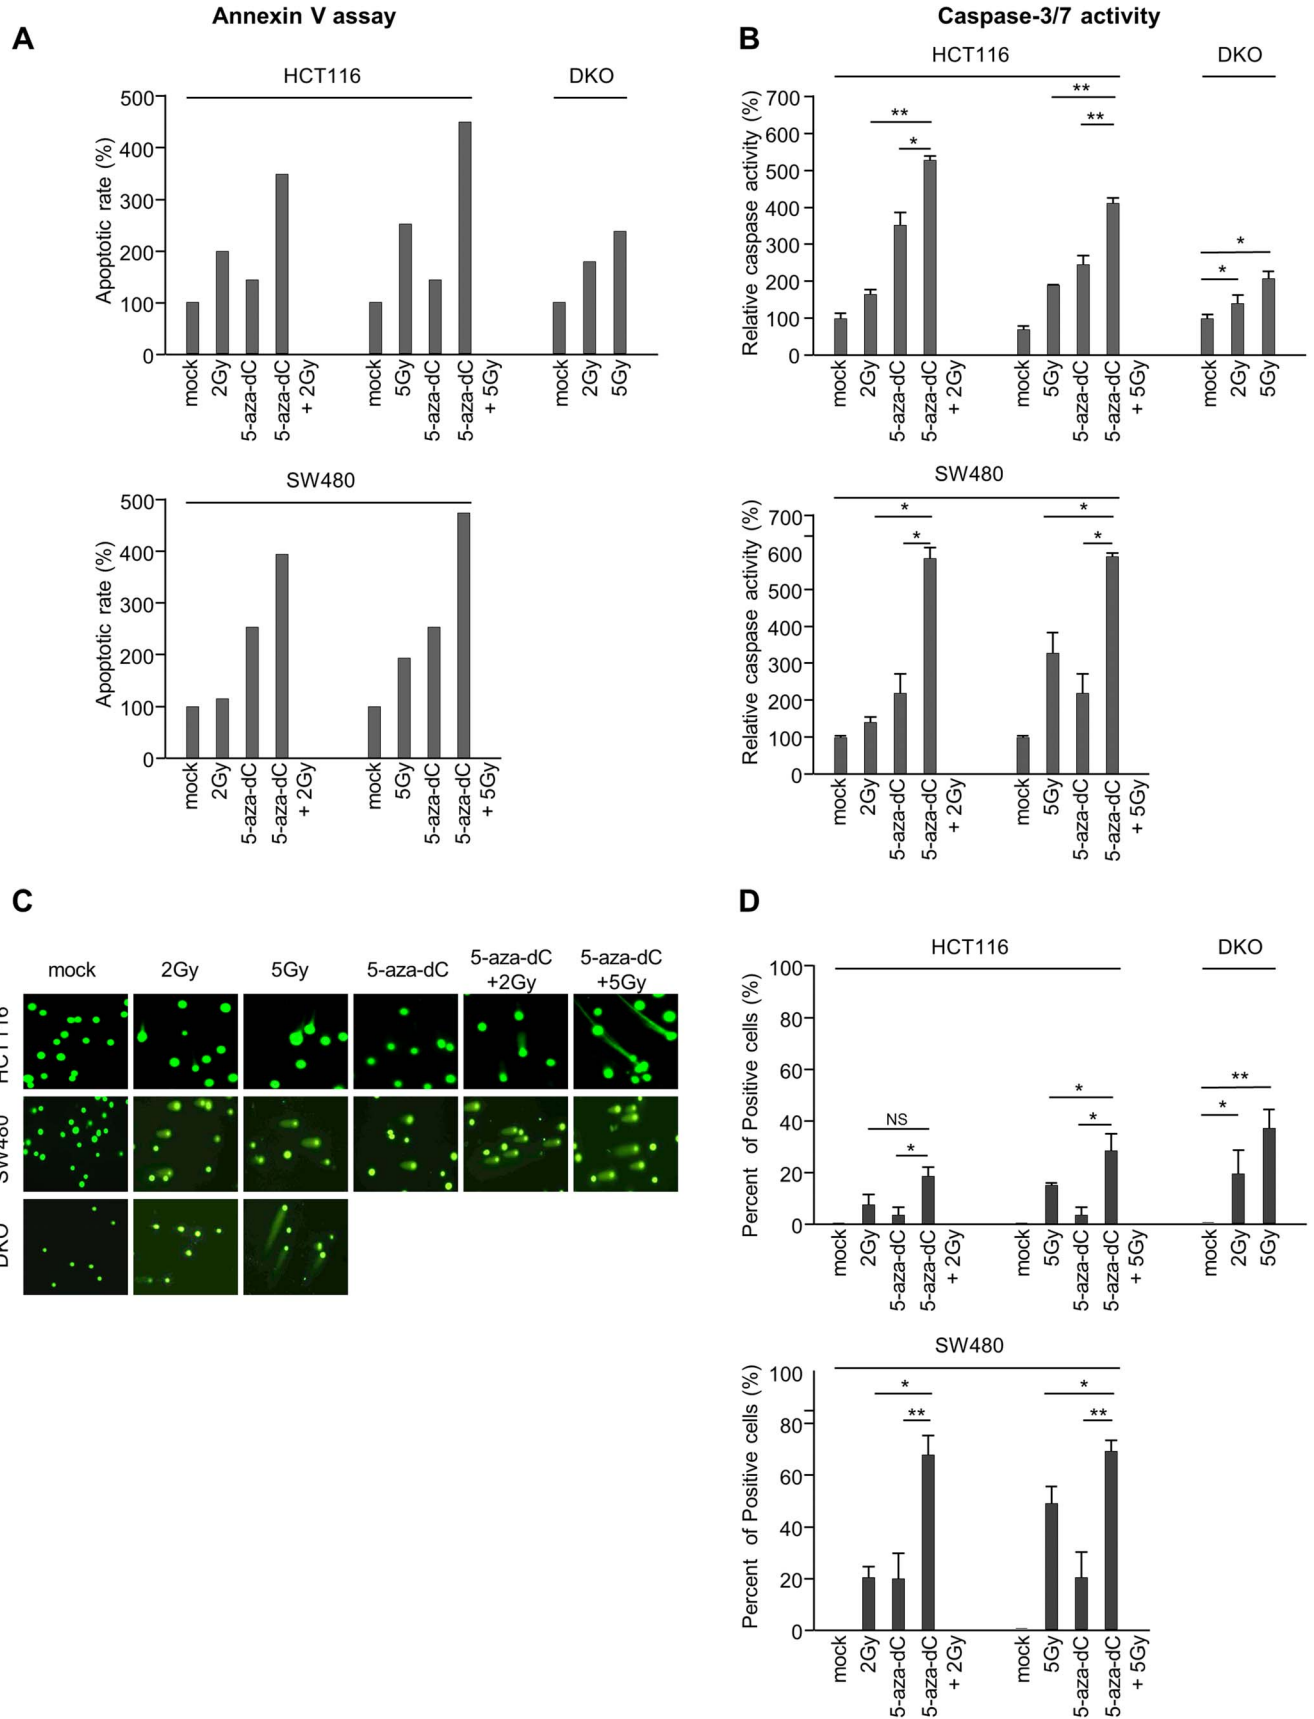 Annexin V assay
Caspase-3/7 activity
A
HCT116
DKO
Apoptotic rate (%)
500
400
300
200
100
0
mock
2Gy
5-aza-dC
5-aza-dC
+ 2Gy
mock
5Gy
5-aza-dC
5-aza-dC
+ 5Gy
mock
2Gy
5Gy
SW480
Apoptotic rate (%)
500
400
300
200
100
0
mock
2Gy
5-aza-dC
5-aza-dC
+ 2Gy
mock
5Gy
5-aza-dC
5-aza-dC
+ 5Gy
B
HCT116
DKO
Relative caspase activity (%)
700
600
500
400
300
200
100
0
**
*
**
**
*
*
mock
2Gy
5-aza-dC
5-aza-dC
+ 2Gy
mock
5Gy
5-aza-dC
5-aza-dC
+ 5Gy
mock
2Gy
5Gy
SW480
Relative caspase activity (%)
700
600
500
400
300
200
100
0
*
*
*
*
mock
2Gy
5-aza-dC
5-aza-dC
+ 2Gy
mock
5Gy
5-aza-dC
5-aza-dC
+ 5Gy
C
mock
2Gy
5Gy
5-aza-dC
5-aza-dC
+2Gy
5-aza-dC
+5Gy
HCT116
SW480
DKO
D
HCT116
DKO
Percent of Positive cells (%)
100
80
60
40
20
0
NS
*
*
*
**
*
mock
2Gy
5-aza-dC
5-aza-dC
+ 2Gy
mock
5Gy
5-aza-dC
5-aza-dC
+ 5Gy
mock
2Gy
5Gy
SW480
Percent of Positive cells (%)
100
80
60
40
20
0
*
**
*
**
mock
2Gy
5-aza-dC
5-aza-dC
+ 2Gy
mock
5Gy
5-aza-dC
5-aza-dC
+ 5Gy